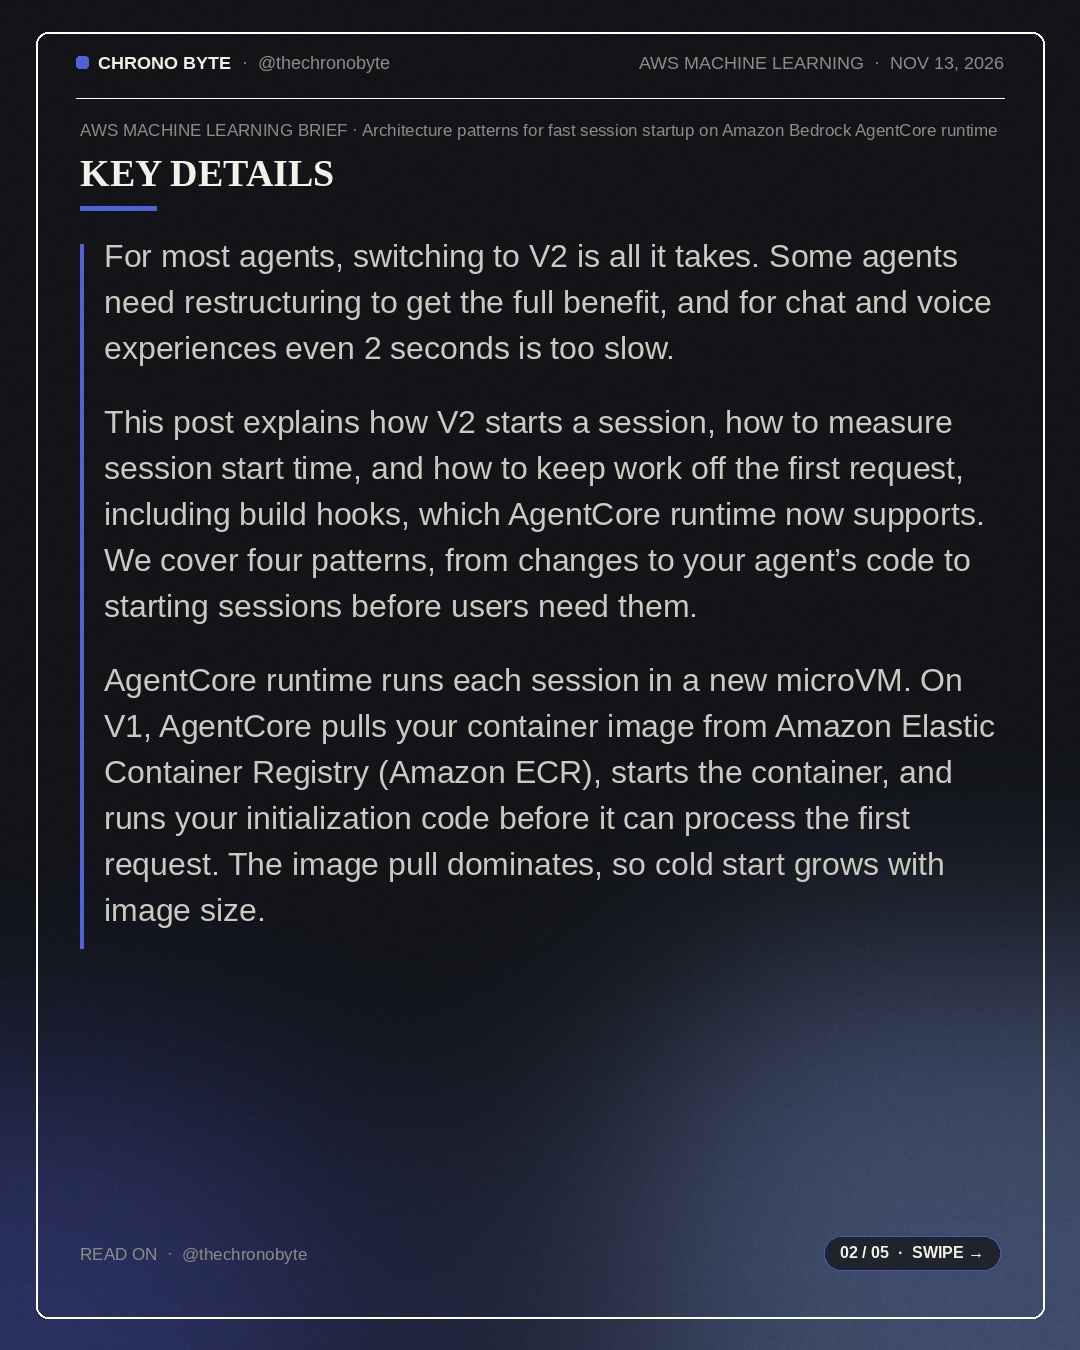 CHRONO BYTE · @thechronobyte
AWS MACHINE LEARNING · NOV 13, 2026
AWS MACHINE LEARNING BRIEF · Architecture patterns for fast session startup on Amazon Bedrock AgentCore runtime
KEY DETAILS
For most agents, switching to V2 is all it takes. Some agents
need restructuring to get the full benefit, and for chat and voice
experiences even 2 seconds is too slow.
This post explains how V2 starts a session, how to measure
session start time, and how to keep work off the first request,
including build hooks, which AgentCore runtime now supports.
We cover four patterns, from changes to your agent’s code to
starting sessions before users need them.
AgentCore runtime runs each session in a new microVM. On
V1, AgentCore pulls your container image from Amazon Elastic
Container Registry (Amazon ECR), starts the container, and
runs your initialization code before it can process the first
request. The image pull dominates, so cold start grows with
image size.
READ ON · @thechronobyte
02 / 05 · SWIPE →